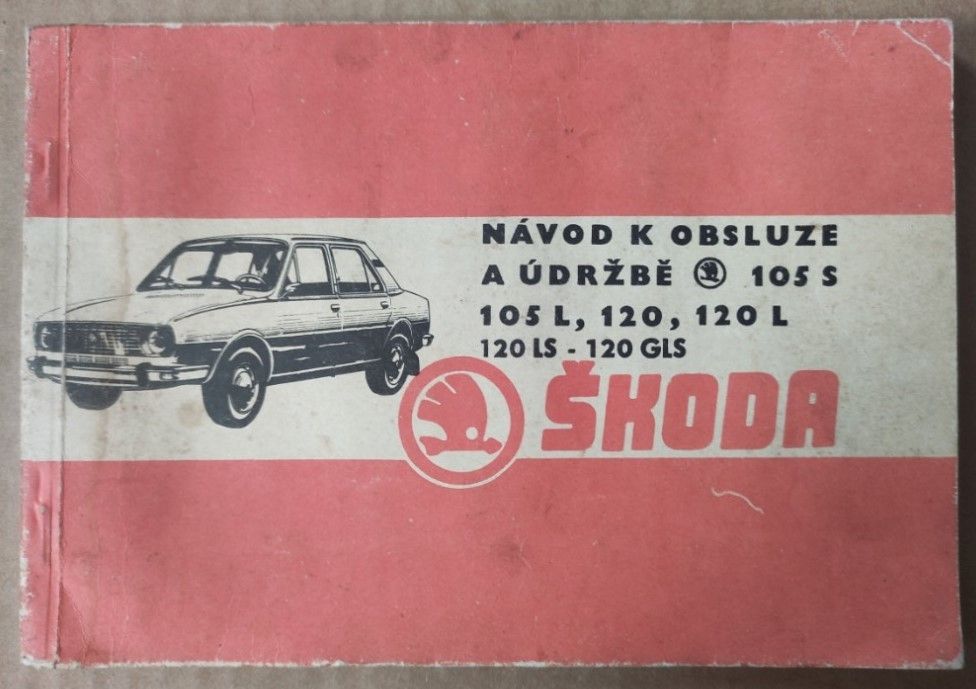 NÁVOD K OBSLUZE
A ÚDRŽBĚ 105 S
105 L, 120, 120 L
120 LS - 120 GLS
ŠKODA